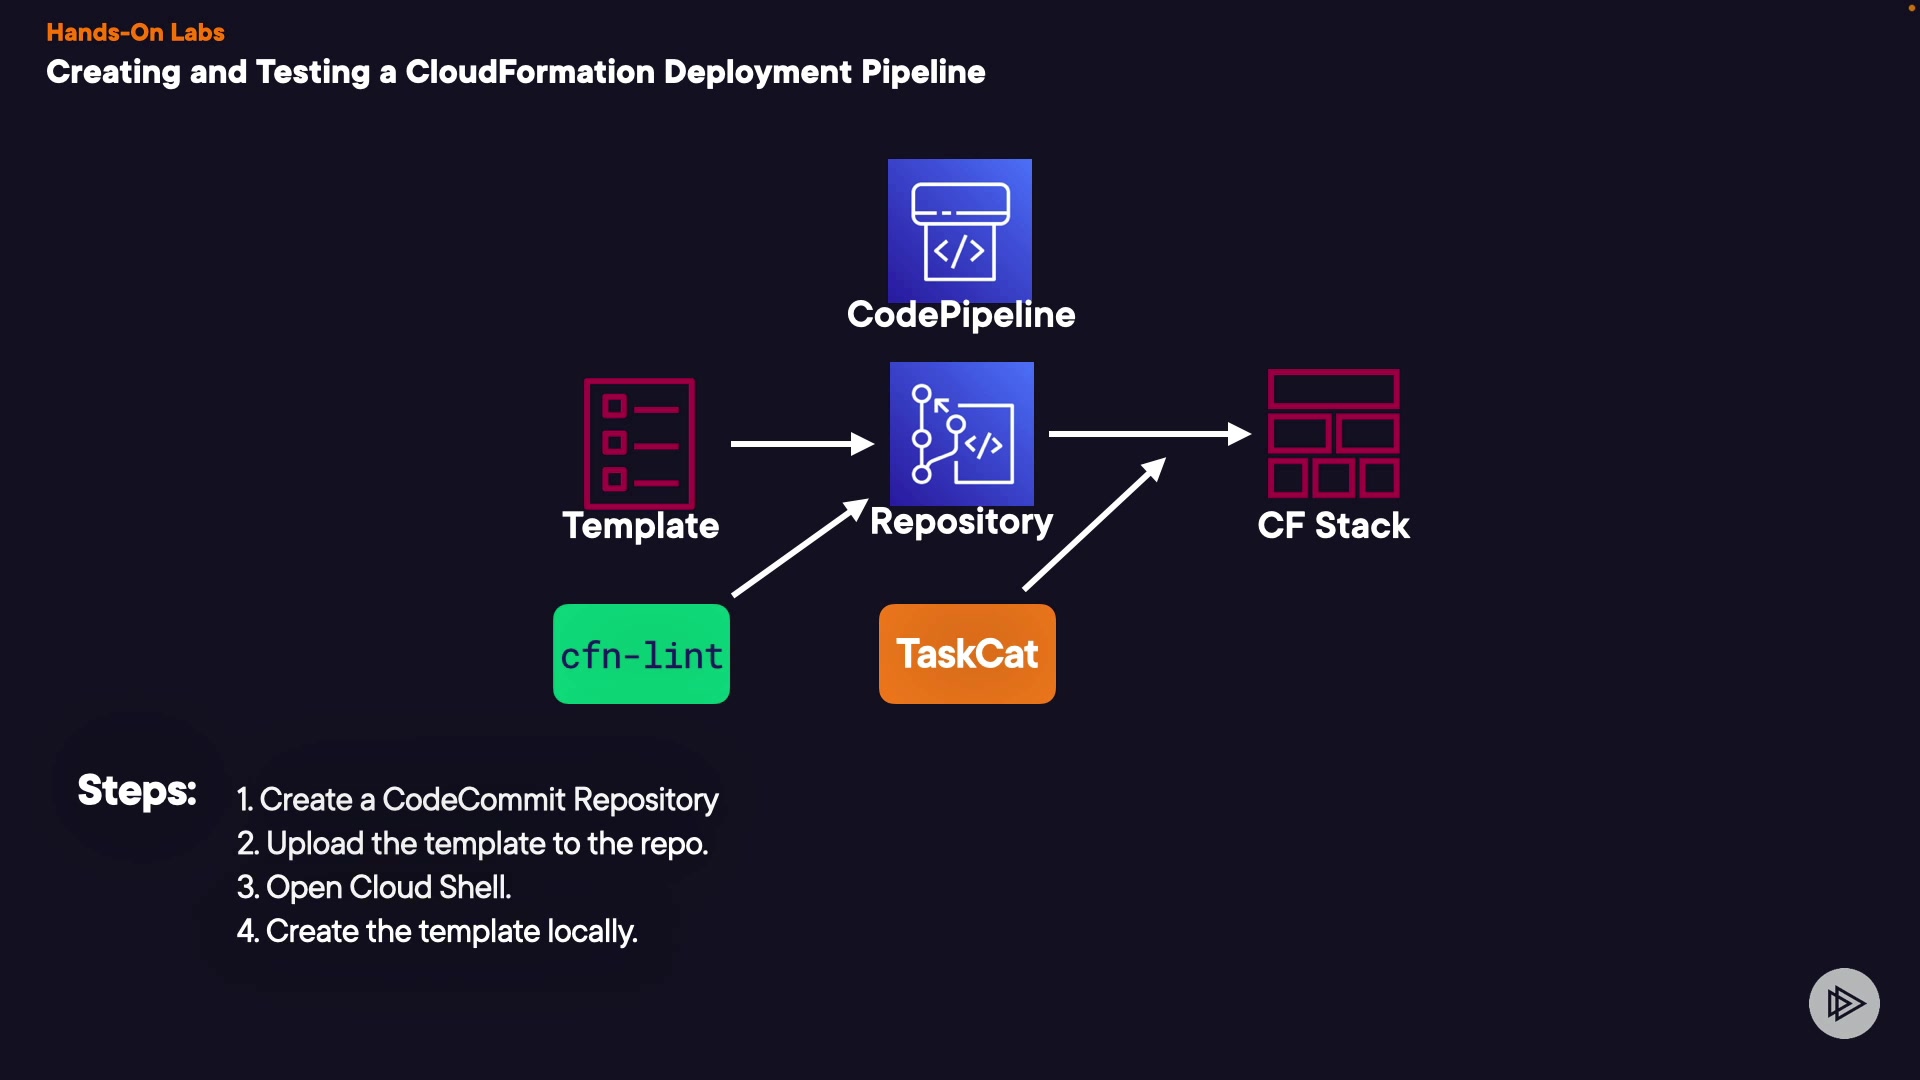 Hands-On Labs
Creating and Testing a CloudFormation Deployment Pipeline
</>
CodePipeline
</>
Template
Repository
CF Stack
cfn-lint
TaskCat
Steps:
1. Create a CodeCommit Repository
2. Upload the template to the repo.
3. Open Cloud Shell.
4. Create the template locally.